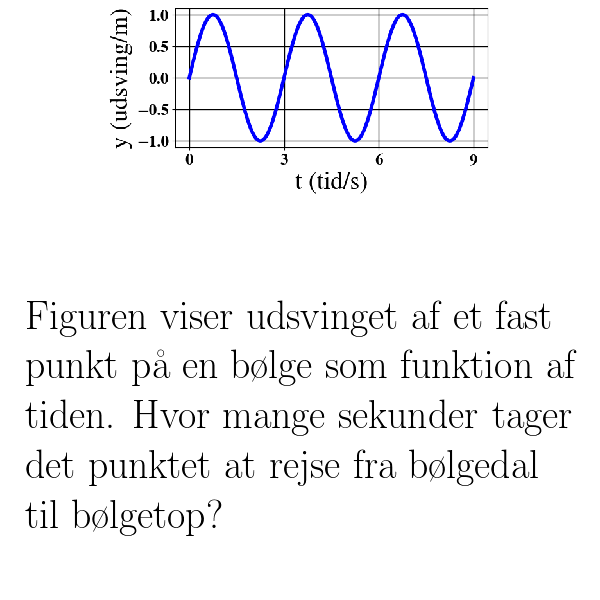 1.0
0.5
0.0
−0.5
−1.0
y (udsving/m)
0 3 6 9
t (tid/s)
Figuren viser udsvinget af et fast
punkt på en bølge som funktion af
tiden. Hvor mange sekunder tager
det punktet at rejse fra bølgedal
til bølgetop?